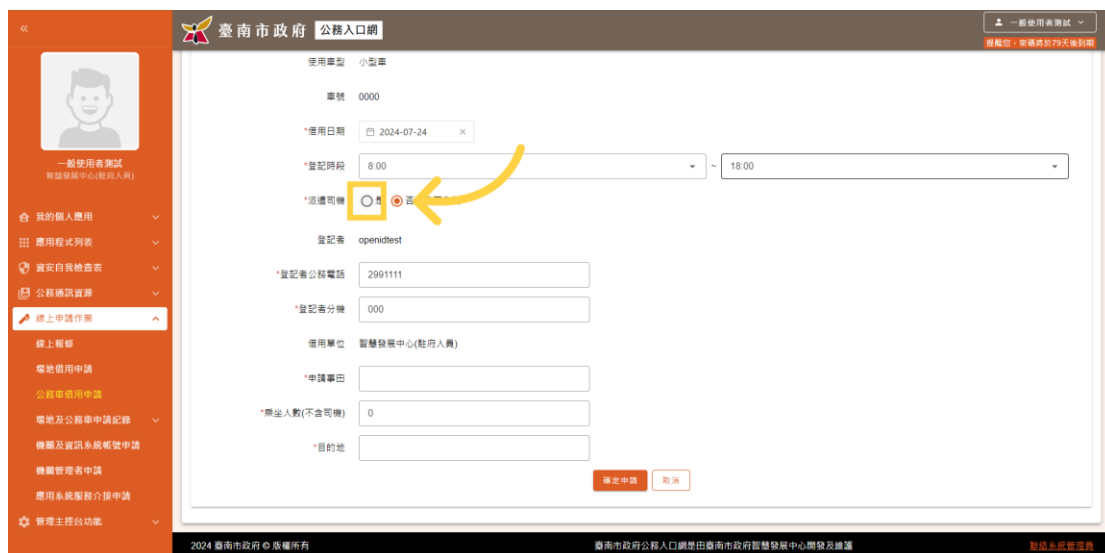 «
臺南市政府 公務入口網
一般使用者測試
提醒您，密碼將於79天後到期
一般使用者測試
智慧發展中心(駐府人員)
我的個人應用
應用程式列表
資安自我檢查表
公務通訊資源
線上申請作業
線上報修
場地借用申請
公務車借用申請
場地及公務車申請紀錄
機關及資訊系統帳號申請
機關管理者申請
應用系統服務介接申請
管理主控台功能
使用車型 小型車
車號 0000
*借用日期 2024-07-24 ×
*登記時段 8:00 ~ 18:00
*派遣司機 是 否
登記者 openidtest
*登記者公務電話 2991111
*登記者分機 000
借用單位 智慧發展中心(駐府人員)
*申請事由
*乘坐人數(不含司機) 0
*目的地
確定申請 取消
2024 臺南市政府 © 版權所有 臺南市政府公務入口網是由臺南市政府智慧發展中心開發及維護 聯絡系統管理員